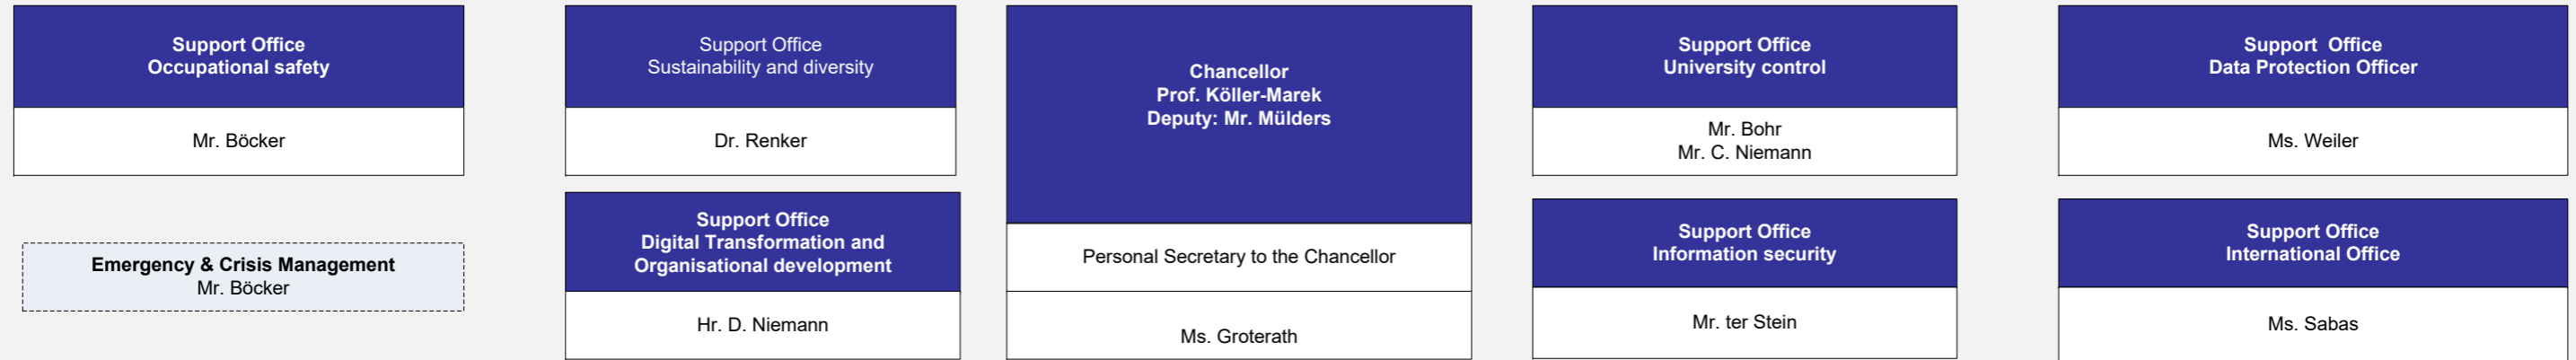 Support Office
Occupational safety
Mr. Böcker
Emergency & Crisis Management
Mr. Böcker
Support Office
Sustainability and diversity
Dr. Renker
Support Office
Digital Transformation and
Organisational development
Hr. D. Niemann
Chancellor
Prof. Köller-Marek
Deputy: Mr. Mülders
Personal Secretary to the Chancellor
Ms. Groterath
Support Office
University control
Mr. Bohr
Mr. C. Niemann
Support Office
Information security
Mr. ter Stein
Support Office
Data Protection Officer
Ms. Weiler
Support Office
International Office
Ms. Sabas